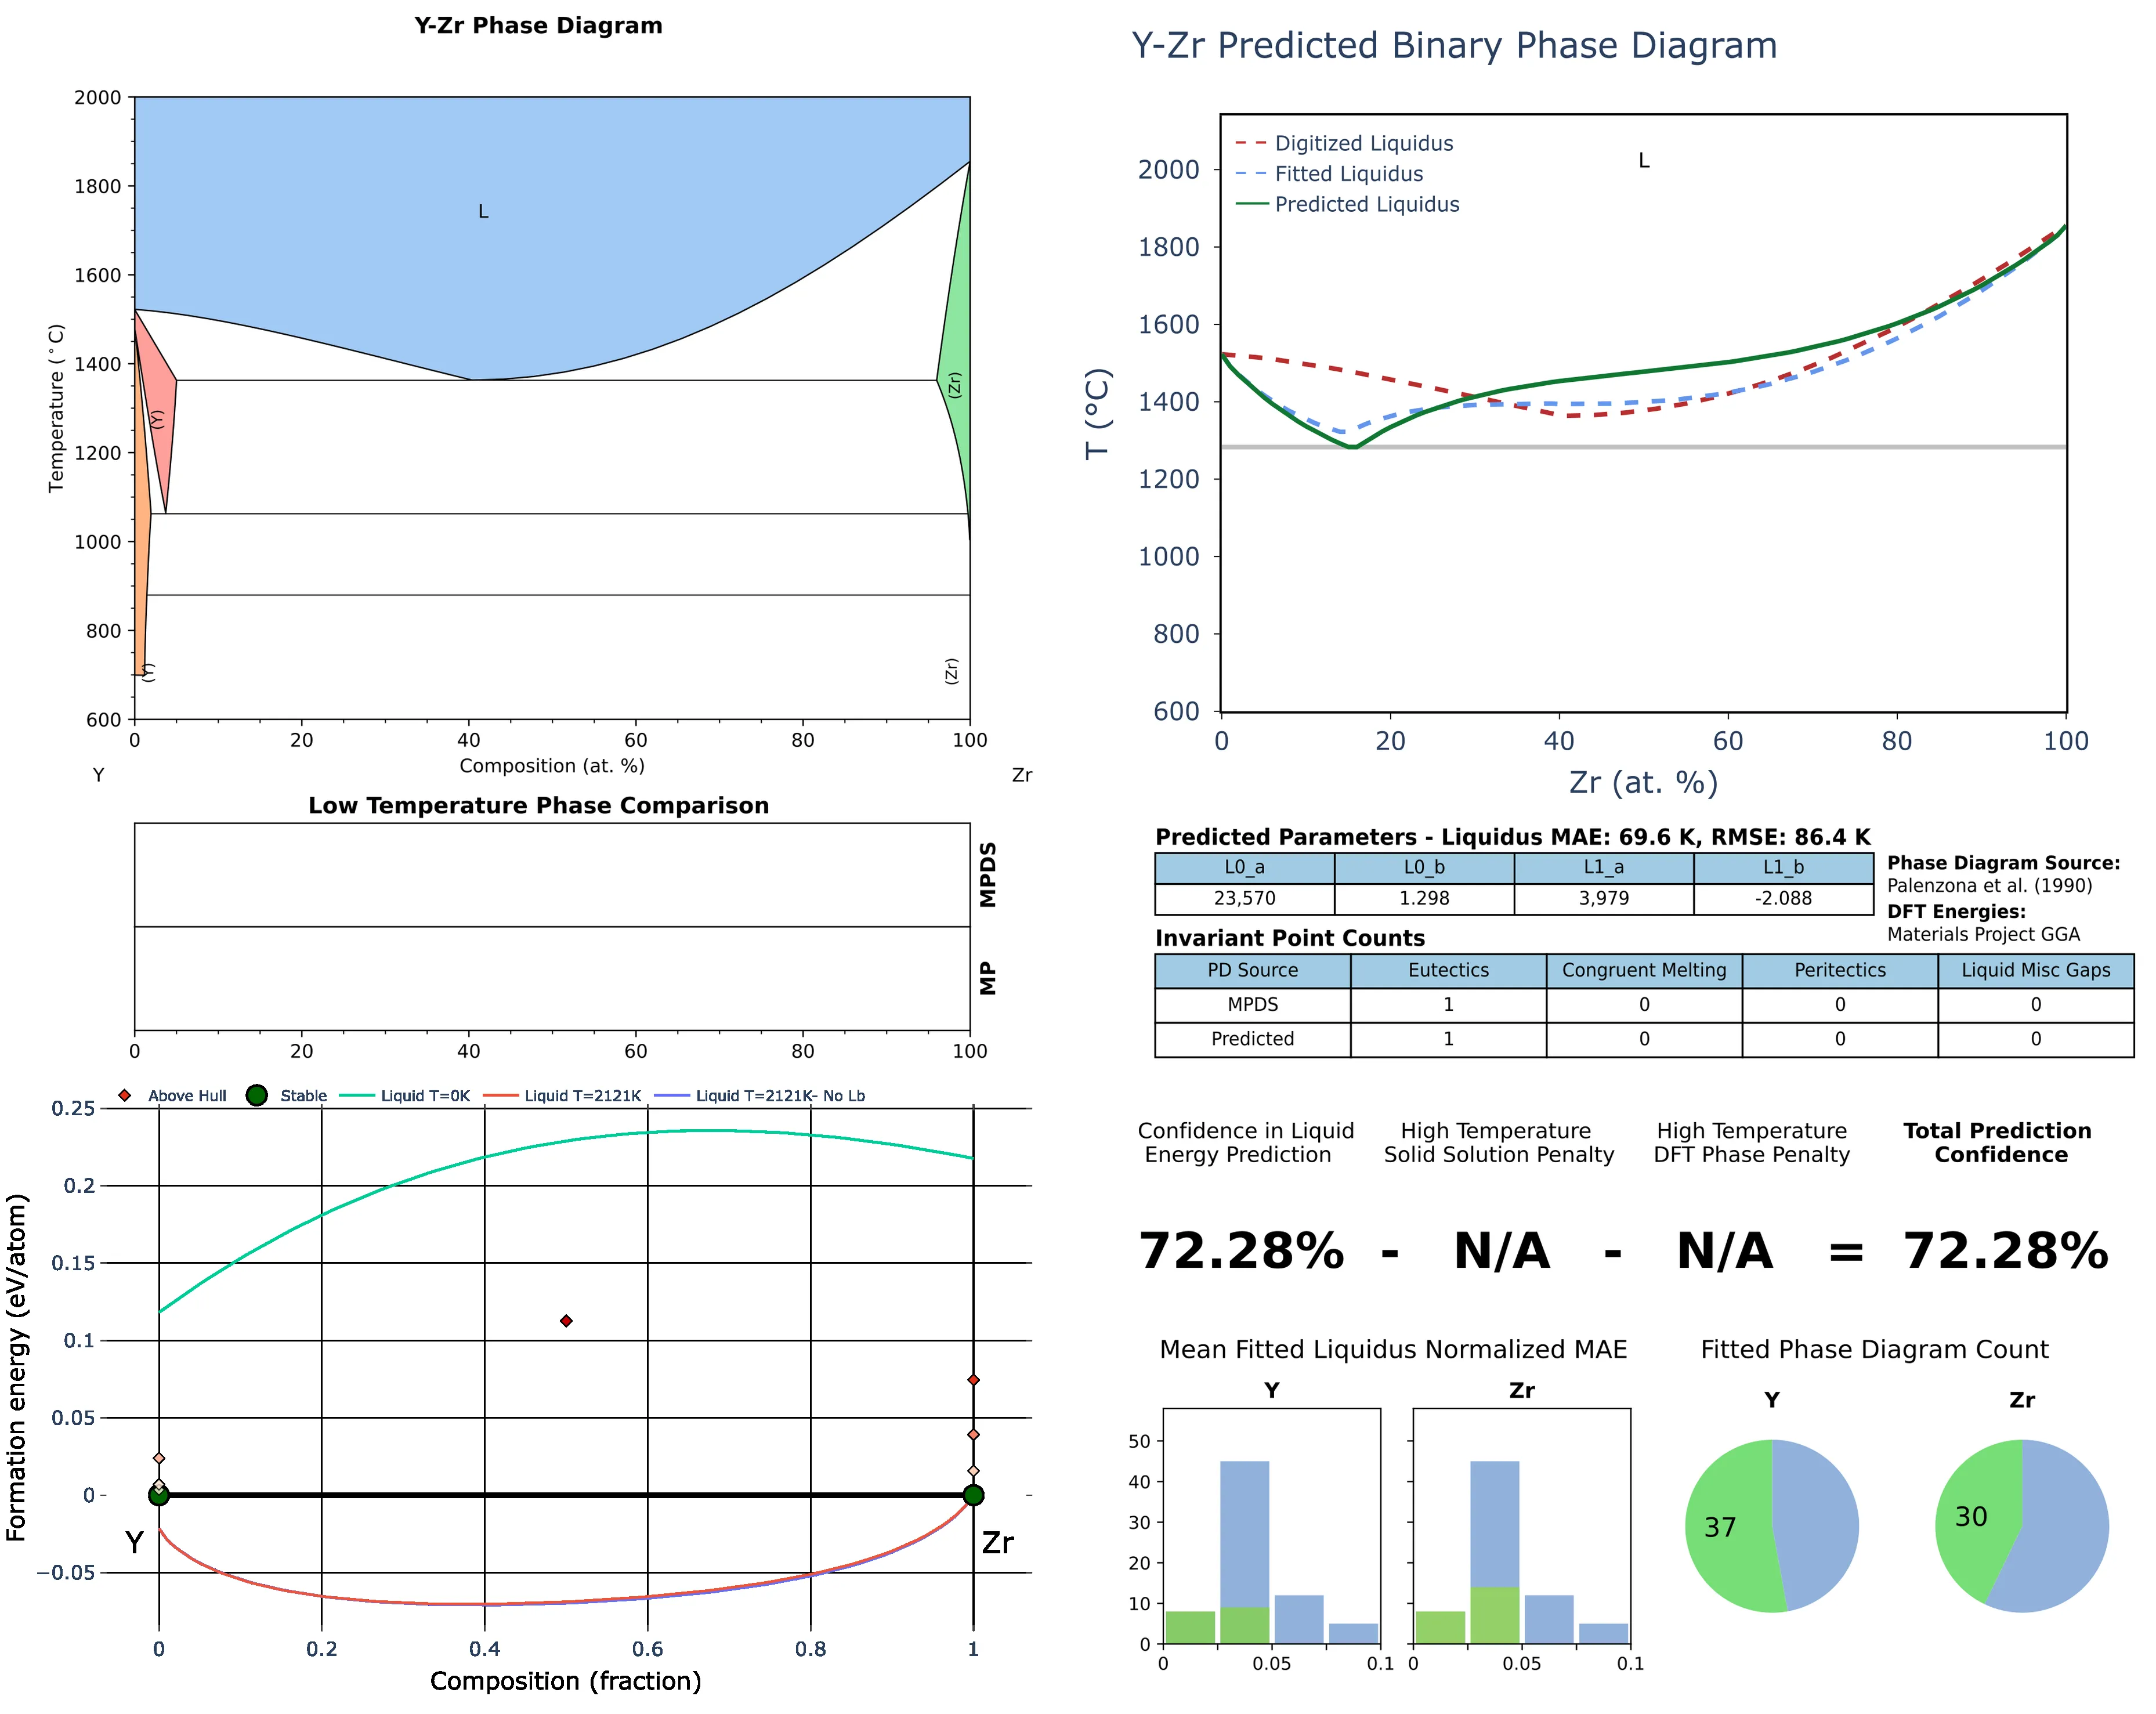 Y-Zr Phase Diagram
2000
1800
1600
1400
1200
1000
800
600
Temperature (°C)
L
(Y)
(Zr)
(Y)
(Zr)
0 20 40 60 80 100
Composition (at. %)
Y Zr
Low Temperature Phase Comparison
MPDS
MP
0 20 40 60 80 100
Y-Zr Predicted Binary Phase Diagram
Digitized Liquidus
Fitted Liquidus
Predicted Liquidus
L
2000
1800
1600
1400
1200
1000
800
600
T (°C)
0 20 40 60 80 100
Zr (at. %)
Predicted Parameters - Liquidus MAE: 69.6 K, RMSE: 86.4 K
L0_a L0_b L1_a L1_b
23,570 1.298 3,979 -2.088
Phase Diagram Source:
Palenzona et al. (1990)
DFT Energies:
Materials Project GGA
Invariant Point Counts
PD Source Eutectics Congruent Melting Peritectics Liquid Misc Gaps
MPDS 1 0 0 0
Predicted 1 0 0 0
Above Hull Stable Liquid T=0K Liquid T=2121K Liquid T=2121K- No Lb
0.25
0.2
0.15
0.1
0.05
0
−0.05
Formation energy (eV/atom)
Y Zr
0 0.2 0.4 0.6 0.8 1
Composition (fraction)
Confidence in Liquid
Energy Prediction
High Temperature
Solid Solution Penalty
High Temperature
DFT Phase Penalty
Total Prediction
Confidence
72.28% - N/A - N/A = 72.28%
Mean Fitted Liquidus Normalized MAE
Y Zr
50
40
30
20
10
0
0 0.05 0.1 0 0.05 0.1
Fitted Phase Diagram Count
Y Zr
37 30